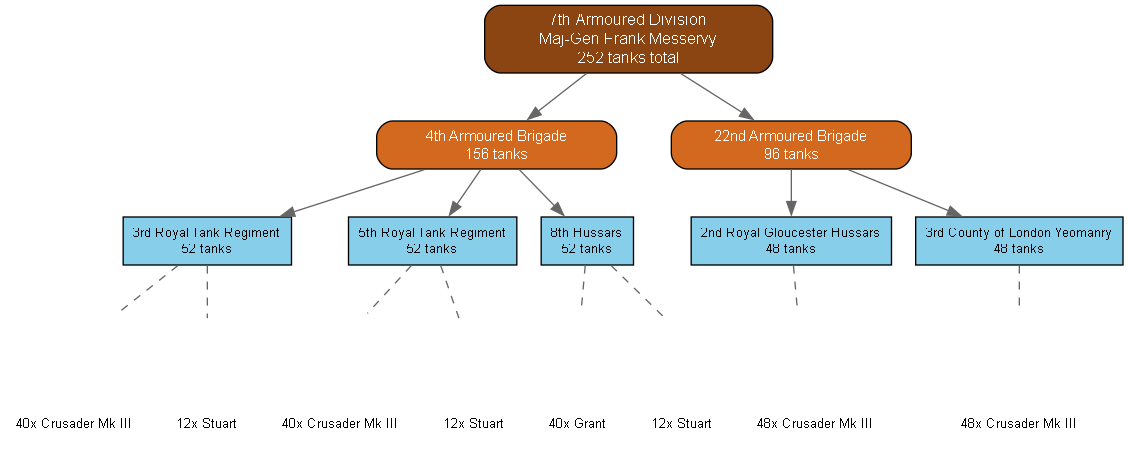 7th Armoured Division
Maj-Gen Frank Messervy
252 tanks total
4th Armoured Brigade
156 tanks
22nd Armoured Brigade
96 tanks
3rd Royal Tank Regiment
52 tanks
5th Royal Tank Regiment
52 tanks
8th Hussars
52 tanks
2nd Royal Gloucester Hussars
48 tanks
3rd County of London Yeomanry
48 tanks
40x Crusader Mk III
12x Stuart
40x Crusader Mk III
12x Stuart
40x Grant
12x Stuart
48x Crusader Mk III
48x Crusader Mk III